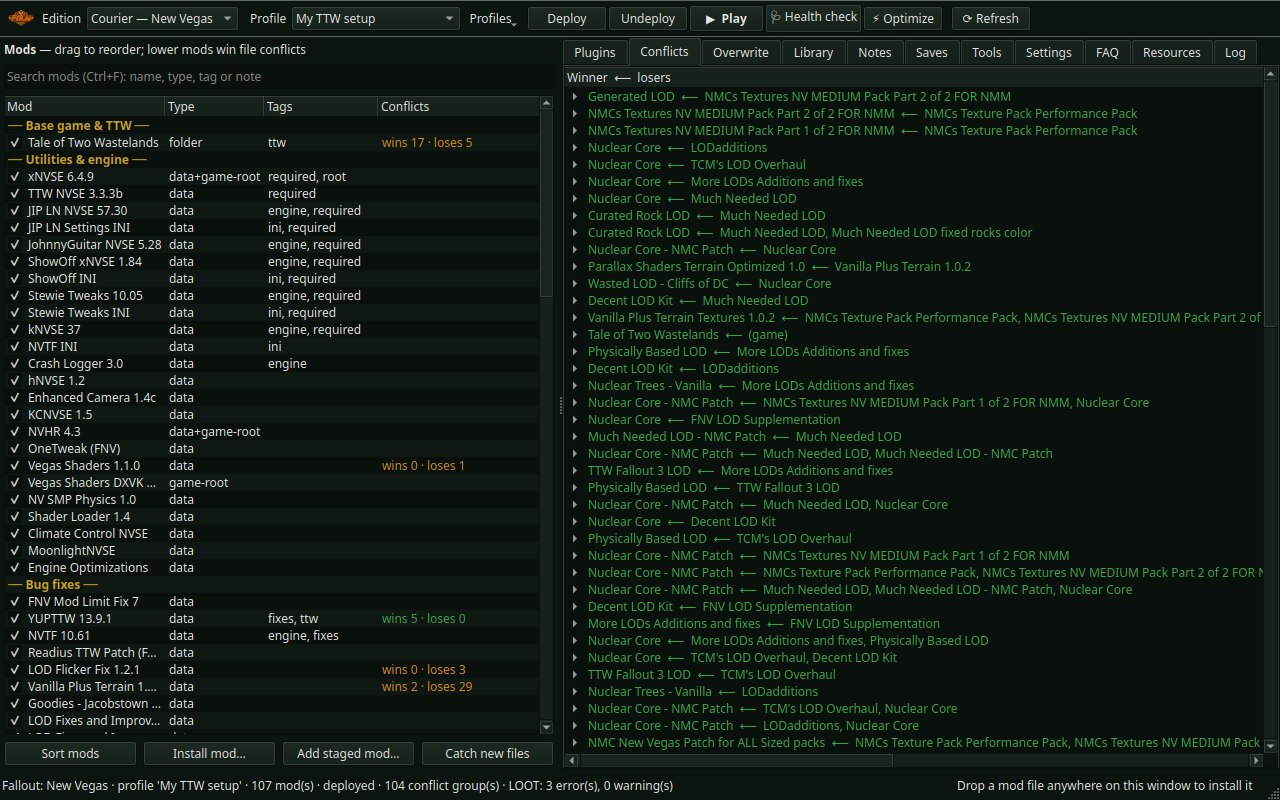 Edition Courier — New Vegas Profile My TTW setup Profiles Deploy Undeploy ▶ Play Health check ⚡ Optimize ⟳ Refresh
Mods — drag to reorder; lower mods win file conflicts
Search mods (Ctrl+F): name, type, tag or note
Mod Type Tags Conflicts
— Base game & TTW —
✓ Tale of Two Wastelands folder ttw wins 17 · loses 5
— Utilities & engine —
✓ xNVSE 6.4.9 data+game-root required, root
✓ TTW NVSE 3.3.3b data required
✓ JIP LN NVSE 57.30 data engine, required
✓ JIP LN Settings INI data ini, required
✓ JohnnyGuitar NVSE 5.28 data engine, required
✓ ShowOff xNVSE 1.84 data engine, required
✓ ShowOff INI data ini, required
✓ Stewie Tweaks 10.05 data engine, required
✓ Stewie Tweaks INI data ini, required
✓ kNVSE 37 data engine, required
✓ NVTF INI data ini
✓ Crash Logger 3.0 data engine
✓ hNVSE 1.2 data
✓ Enhanced Camera 1.4c data
✓ KCNVSE 1.5 data
✓ NVHR 4.3 data+game-root
✓ OneTweak (FNV) data
✓ Vegas Shaders 1.1.0 data wins 0 · loses 1
✓ Vegas Shaders DXVK ... game-root
✓ NV SMP Physics 1.0 data
✓ Shader Loader 1.4 data
✓ Climate Control NVSE data
✓ MoonlightNVSE data
✓ Engine Optimizations data
— Bug fixes —
✓ FNV Mod Limit Fix 7 data
✓ YUPTTW 13.9.1 data fixes, ttw wins 5 · loses 0
✓ NVTF 10.61 data engine, fixes
✓ Readius TTW Patch (F... data
✓ LOD Flicker Fix 1.2.1 data wins 0 · loses 3
✓ Vanilla Plus Terrain 1.... data wins 2 · loses 29
✓ Goodies - Jacobstown ... data
✓ LOD Fixes and Improv... data
Sort mods Install mod... Add staged mod... Catch new files
Plugins Conflicts Overwrite Library Notes Saves Tools Settings FAQ Resources Log
Winner ⟵ losers
Generated LOD ⟵ NMCs Textures NV MEDIUM Pack Part 2 of 2 FOR NMM
NMCs Textures NV MEDIUM Pack Part 2 of 2 FOR NMM ⟵ NMCs Texture Pack Performance Pack
NMCs Textures NV MEDIUM Pack Part 1 of 2 FOR NMM ⟵ NMCs Texture Pack Performance Pack
Nuclear Core ⟵ LODadditions
Nuclear Core ⟵ TCM's LOD Overhaul
Nuclear Core ⟵ More LODs Additions and fixes
Nuclear Core ⟵ Much Needed LOD
Curated Rock LOD ⟵ Much Needed LOD
Curated Rock LOD ⟵ Much Needed LOD, Much Needed LOD fixed rocks color
Nuclear Core - NMC Patch ⟵ Nuclear Core
Parallax Shaders Terrain Optimized 1.0 ⟵ Vanilla Plus Terrain 1.0.2
Wasted LOD - Cliffs of DC ⟵ Nuclear Core
Decent LOD Kit ⟵ Much Needed LOD
Vanilla Plus Terrain Textures 1.0.2 ⟵ NMCs Texture Pack Performance Pack, NMCs Textures NV MEDIUM Pack Part 2 of
Tale of Two Wastelands ⟵ (game)
Physically Based LOD ⟵ More LODs Additions and fixes
Decent LOD Kit ⟵ LODadditions
Nuclear Trees - Vanilla ⟵ More LODs Additions and fixes
Nuclear Core - NMC Patch ⟵ NMCs Textures NV MEDIUM Pack Part 1 of 2 FOR NMM, Nuclear Core
Nuclear Core ⟵ FNV LOD Supplementation
Much Needed LOD - NMC Patch ⟵ Much Needed LOD
Nuclear Core - NMC Patch ⟵ Much Needed LOD, Much Needed LOD - NMC Patch
TTW Fallout 3 LOD ⟵ More LODs Additions and fixes
Physically Based LOD ⟵ TTW Fallout 3 LOD
Nuclear Core - NMC Patch ⟵ Much Needed LOD, Nuclear Core
Nuclear Core ⟵ Decent LOD Kit
Physically Based LOD ⟵ TCM's LOD Overhaul
Nuclear Core - NMC Patch ⟵ NMCs Textures NV MEDIUM Pack Part 1 of 2 FOR NMM
Nuclear Core - NMC Patch ⟵ NMCs Texture Pack Performance Pack, NMCs Textures NV MEDIUM Pack Part 2 of 2 FOR N
Nuclear Core - NMC Patch ⟵ Much Needed LOD, Much Needed LOD - NMC Patch, Nuclear Core
Decent LOD Kit ⟵ FNV LOD Supplementation
More LODs Additions and fixes ⟵ FNV LOD Supplementation
Nuclear Core ⟵ More LODs Additions and fixes, Physically Based LOD
Nuclear Core ⟵ TCM's LOD Overhaul, Decent LOD Kit
TTW Fallout 3 LOD ⟵ TCM's LOD Overhaul
Nuclear Trees - Vanilla ⟵ LODadditions
Nuclear Core - NMC Patch ⟵ TCM's LOD Overhaul, Nuclear Core
Nuclear Core - NMC Patch ⟵ LODadditions, Nuclear Core
NMC New Vegas Patch for ALL Sized packs ⟵ NMCs Texture Pack Performance Pack, NMCs Textures NV MEDIUM Pack
Fallout: New Vegas · profile 'My TTW setup' · 107 mod(s) · deployed · 104 conflict group(s) · LOOT: 3 error(s), 0 warning(s)
Drop a mod file anywhere on this window to install it